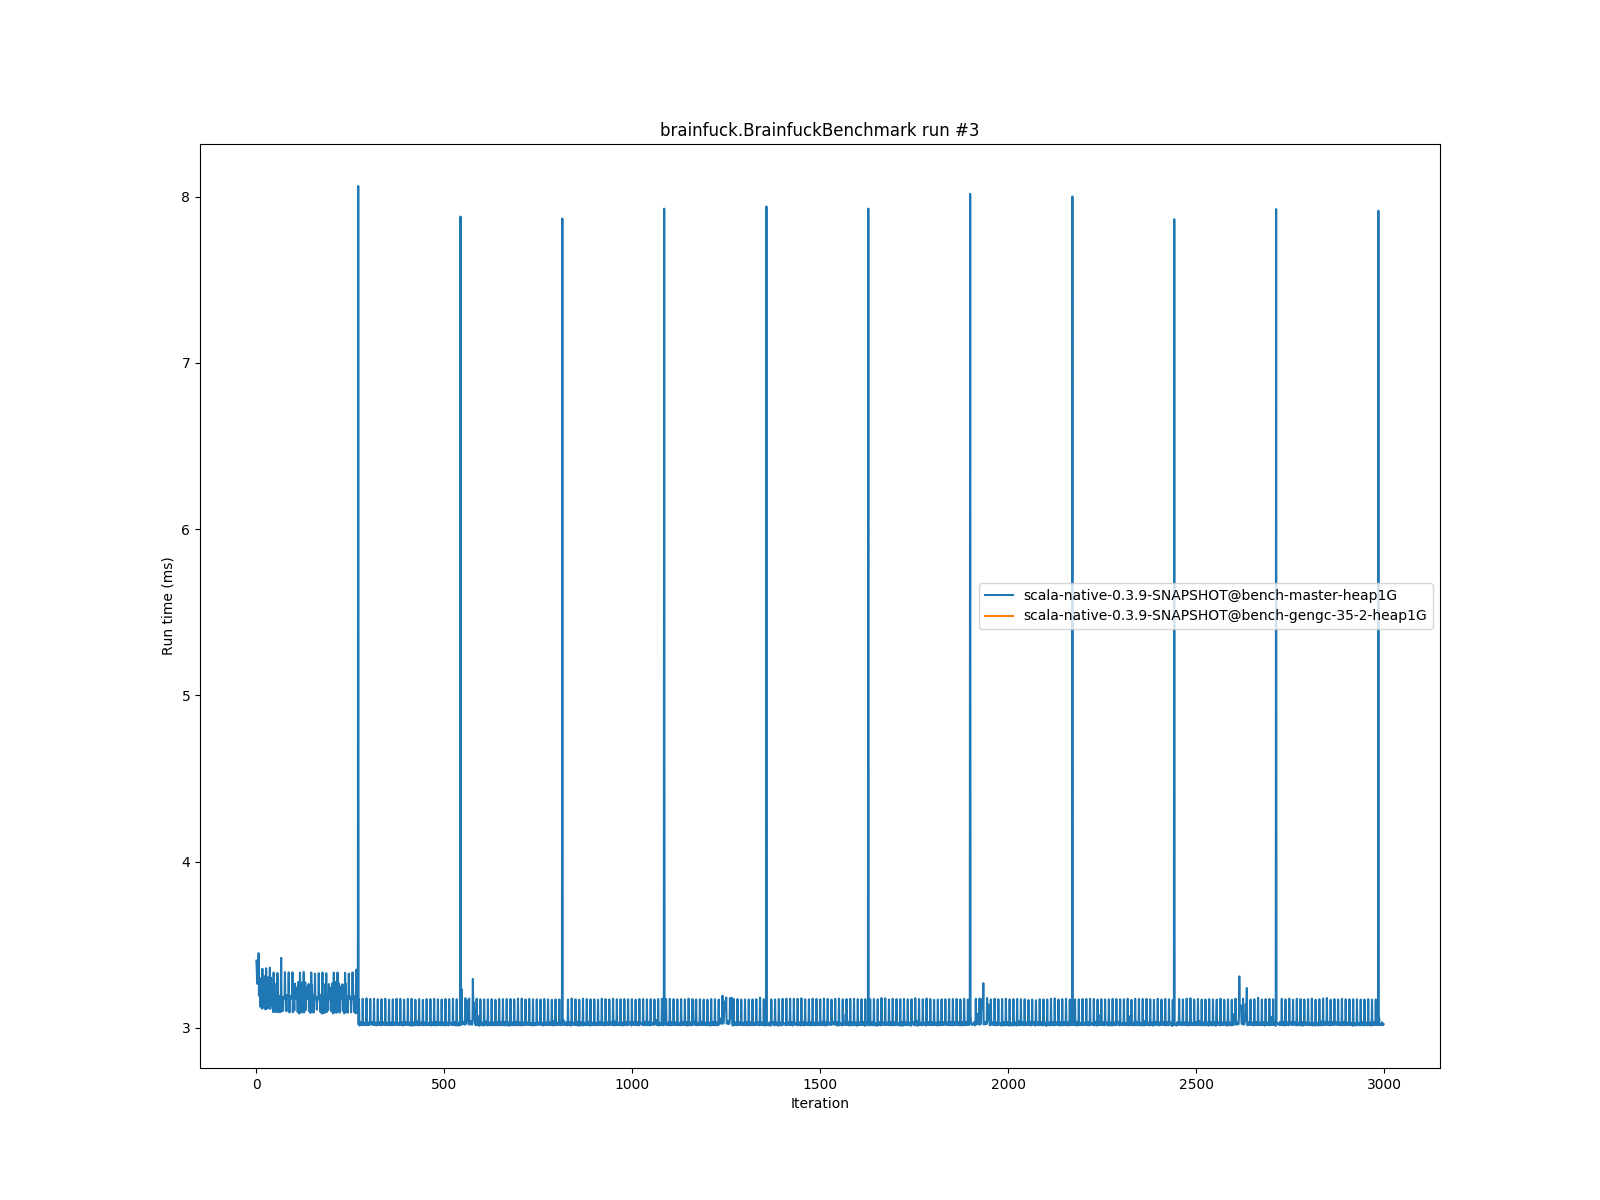 brainfuck.BrainfuckBenchmark run #3
8
7
6
5
4
3
Run time (ms)
scala-native-0.3.9-SNAPSHOT@bench-master-heap1G
scala-native-0.3.9-SNAPSHOT@bench-gengc-35-2-heap1G
0 500 1000 1500 2000 2500 3000
Iteration